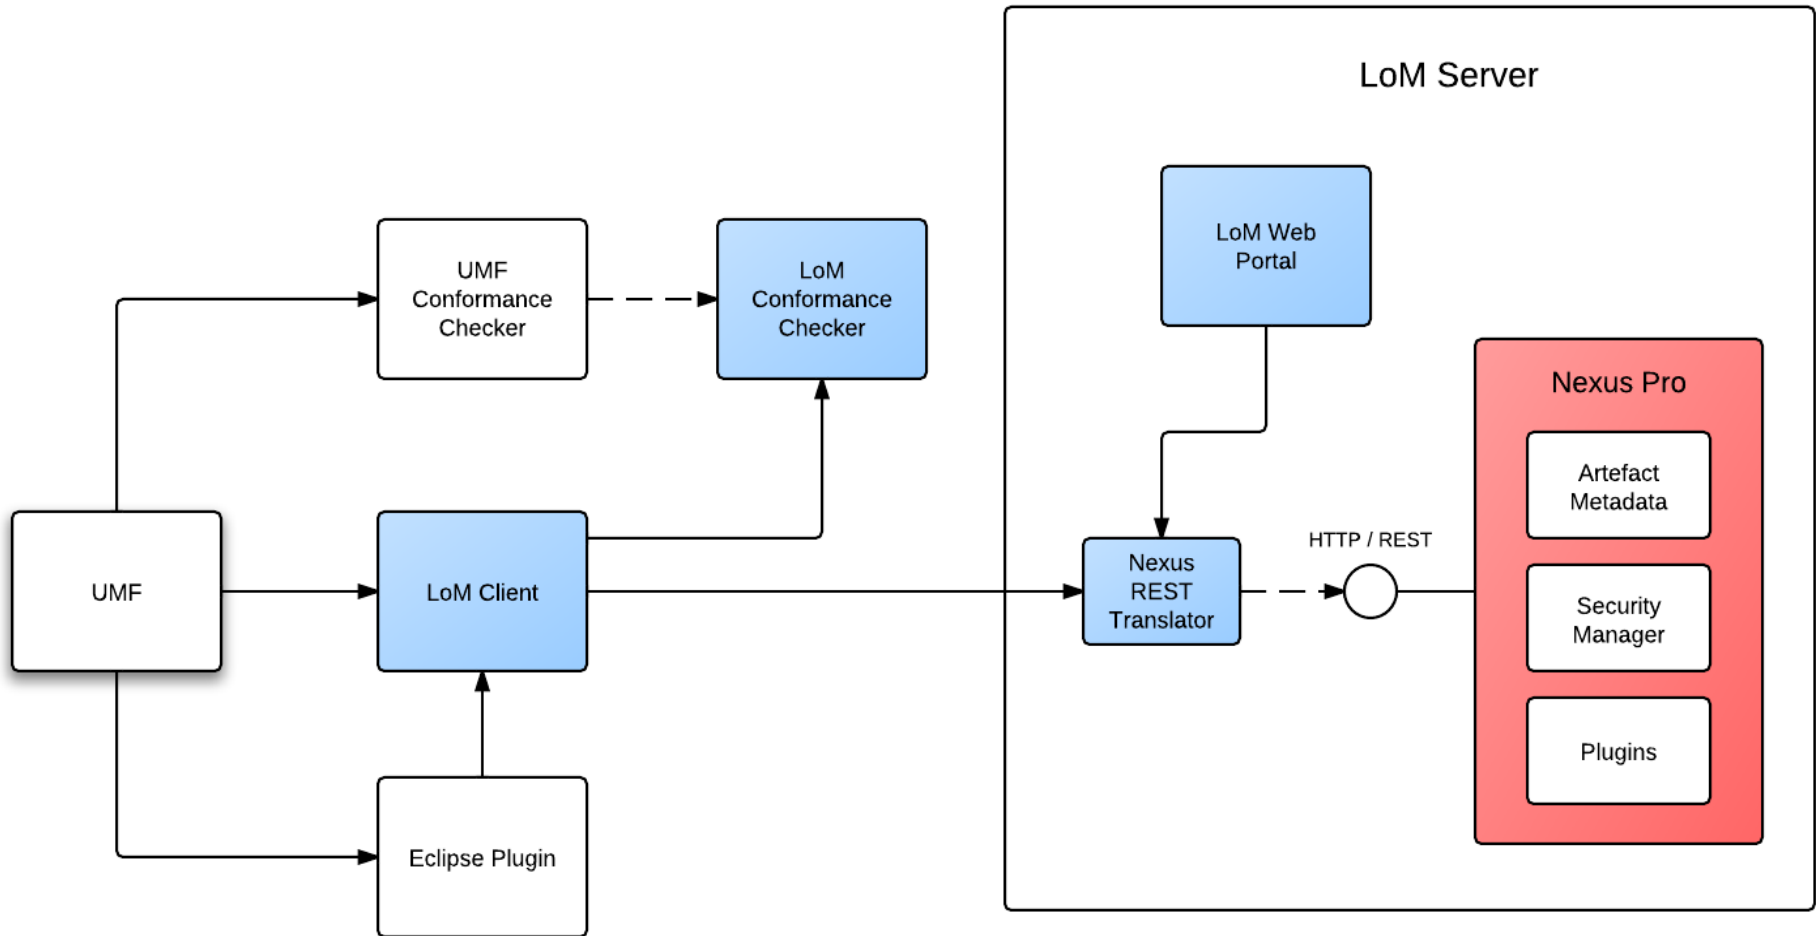 LoM Server
LoM Web
Portal
UMF
Conformance
Checker
LoM
Conformance
Checker
Nexus Pro
Artefact
Metadata
HTTP / REST
UMF
LoM Client
Nexus
REST
Translator
Security
Manager
Plugins
Eclipse Plugin